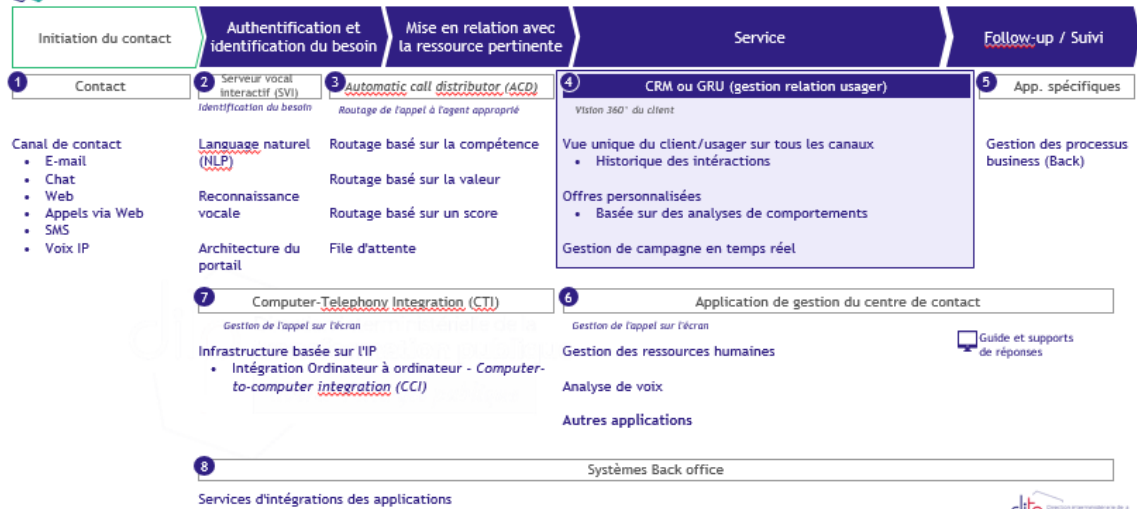 Initiation du contact
Authentification et
identification du besoin
Mise en relation avec
la ressource pertinente
Service
Follow-up / Suivi
1
Contact
2
Serveur vocal
interactif (SVI)
Identification du besoin
3
Automatic call distributor (ACD)
Routage de l'appel à l'agent approprié
4
CRM ou GRU (gestion relation usager)
Vision 360° du client
5
App. spécifiques
Canal de contact
• E-mail
• Chat
• Web
• Appels via Web
• SMS
• Voix IP
Language naturel
(NLP)
Reconnaissance
vocale
Architecture du
portail
Routage basé sur la compétence
Routage basé sur la valeur
Routage basé sur un score
File d'attente
Vue unique du client/usager sur tous les canaux
• Historique des intéractions
Offres personnalisées
• Basée sur des analyses de comportements
Gestion de campagne en temps réel
Gestion des processus
business (Back)
7
Computer-Telephony Integration (CTI)
Gestion de l'appel sur l'écran
Infrastructure basée sur l'IP
• Intégration Ordinateur à ordinateur - Computer-
to-computer integration (CCI)
6
Application de gestion du centre de contact
Gestion de l'appel sur l'écran
Gestion des ressources humaines
Analyse de voix
Autres applications
Guide et supports
de réponses
8
Systèmes Back office
Services d'intégrations des applications